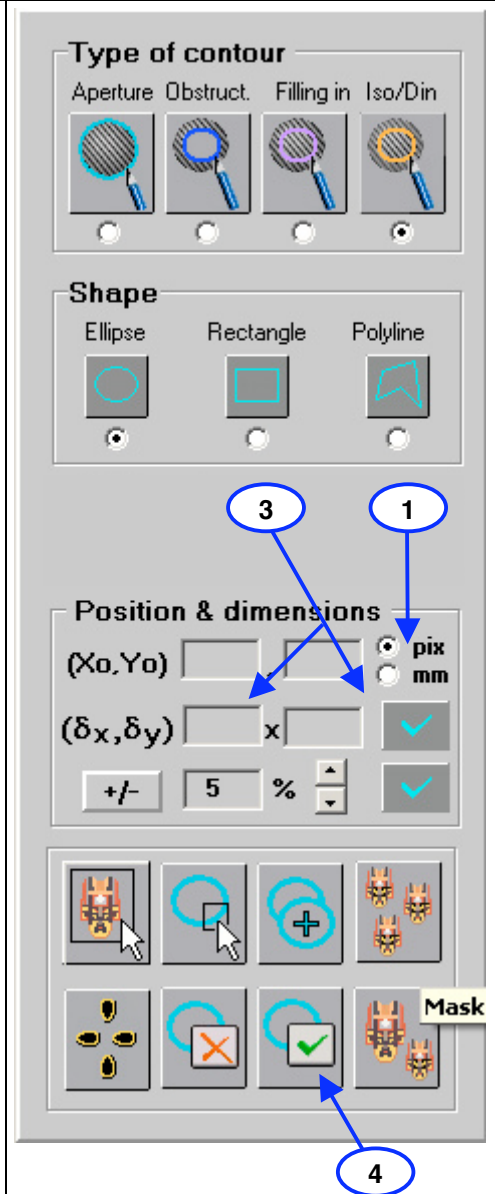 Type of contour
Aperture Obstruct. Filling in Iso/Din
Shape
Ellipse Rectangle Polyline
3 1
Position & dimensions
(Xo,Yo) , pix
mm
(δx,δy) x
+/- 5 %
Mask
4